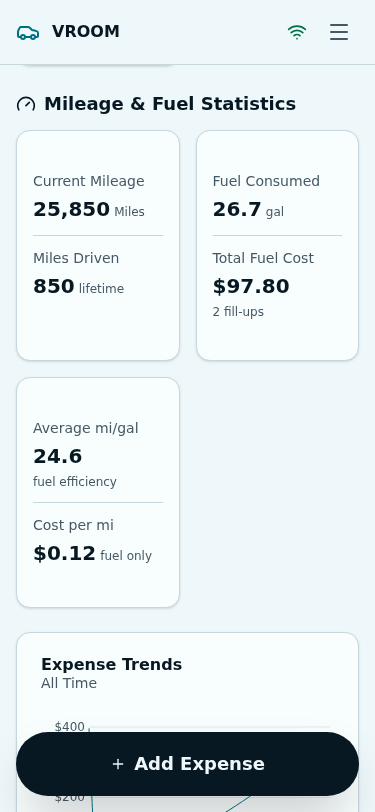 VROOM
Mileage & Fuel Statistics
Current Mileage
25,850 Miles
Miles Driven
850 lifetime
Fuel Consumed
26.7 gal
Total Fuel Cost
$97.80
2 fill-ups
Average mi/gal
24.6
fuel efficiency
Cost per mi
$0.12 fuel only
Expense Trends
All Time
$400
+ Add Expense
$200